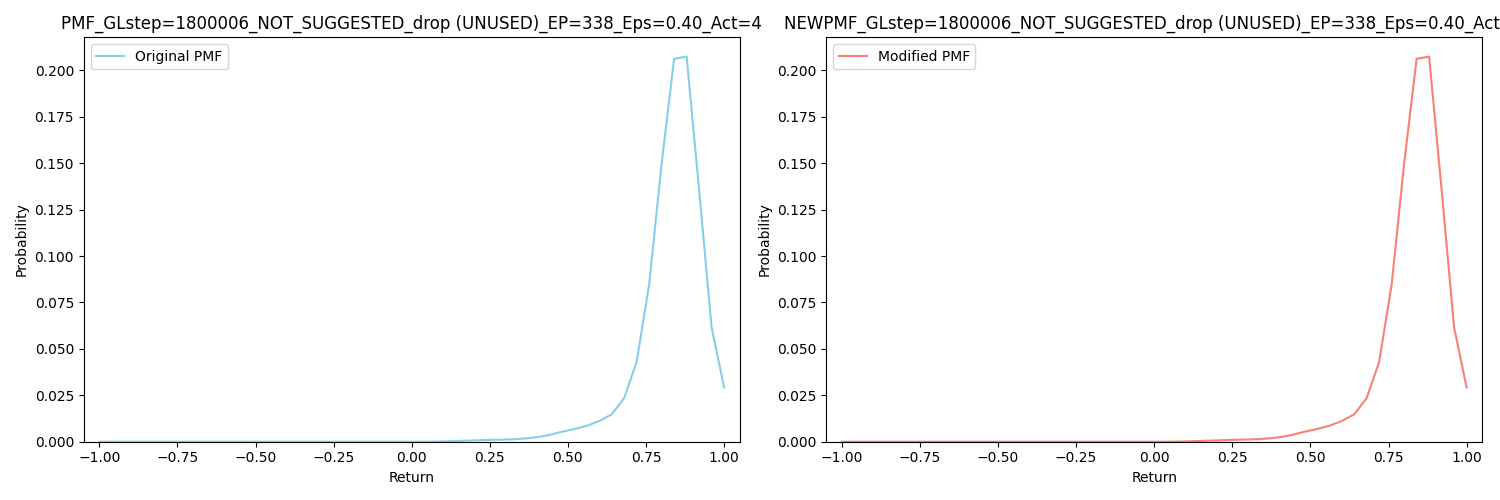 PMF_GLstep=1800006_NOT_SUGGESTED_drop (UNUSED)_EP=338_Eps=0.40_Act=4
Original PMF
Probability
0.200
0.175
0.150
0.125
0.100
0.075
0.050
0.025
0.000
−1.00 −0.75 −0.50 −0.25 0.00 0.25 0.50 0.75 1.00
Return
NEWPMF_GLstep=1800006_NOT_SUGGESTED_drop (UNUSED)_EP=338_Eps=0.40_Act
Modified PMF
Probability
0.200
0.175
0.150
0.125
0.100
0.075
0.050
0.025
0.000
−1.00 −0.75 −0.50 −0.25 0.00 0.25 0.50 0.75 1.00
Return